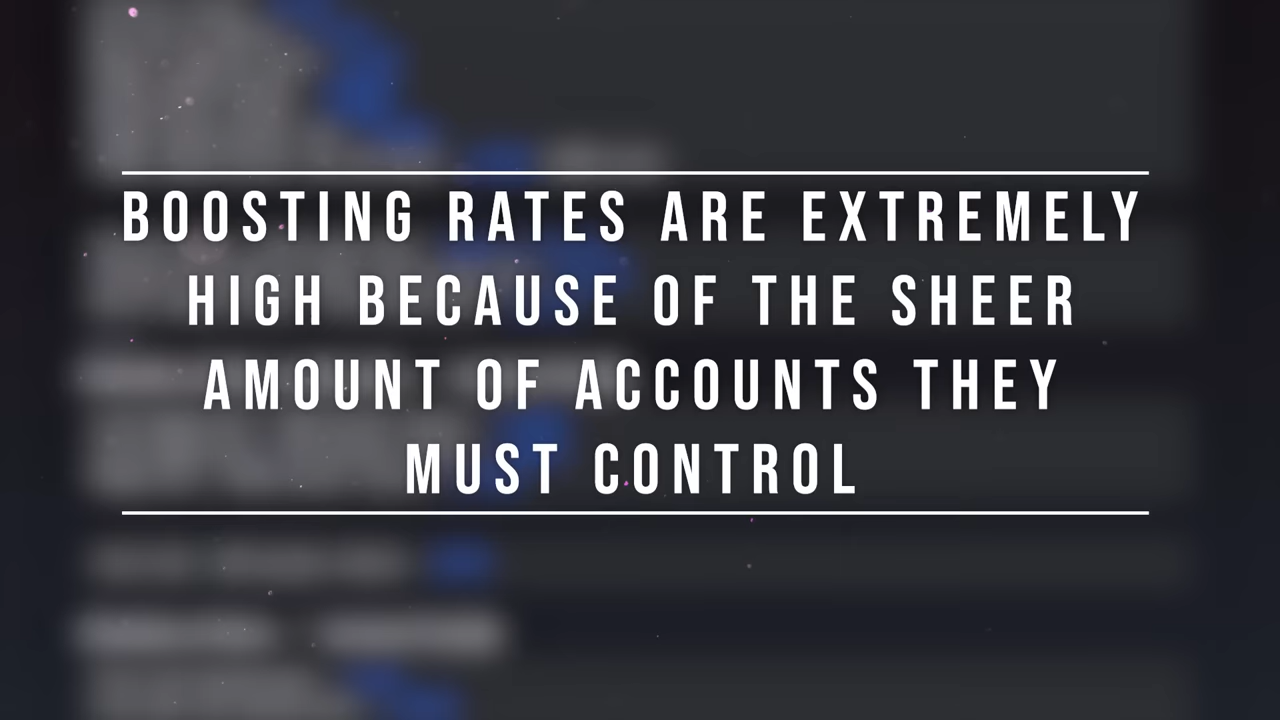 BOOSTING RATES ARE EXTREMELY
HIGH BECAUSE OF THE SHEER
AMOUNT OF ACCOUNTS THEY
MUST CONTROL